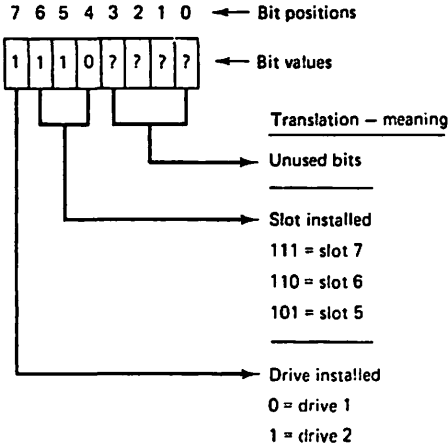 7 6 5 4 3 2 1 0 Bit positions
1 1 1 0 ? ? ? ? Bit values
Translation – meaning
Unused bits
Slot installed
111 = slot 7
110 = slot 6
101 = slot 5
Drive installed
0 = drive 1
1 = drive 2